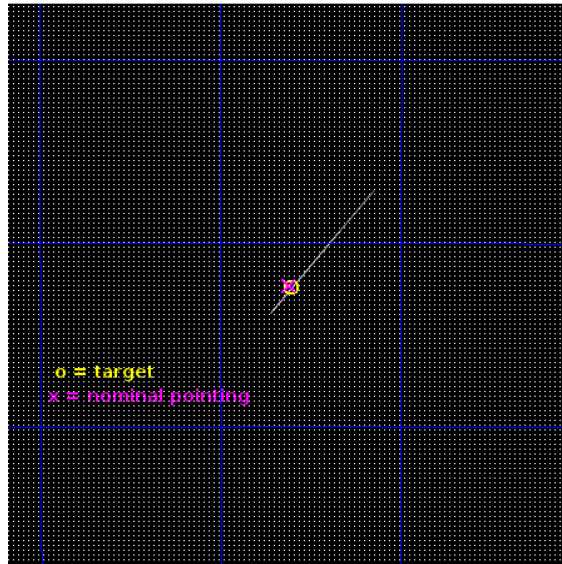 o = target
x = nominal pointing